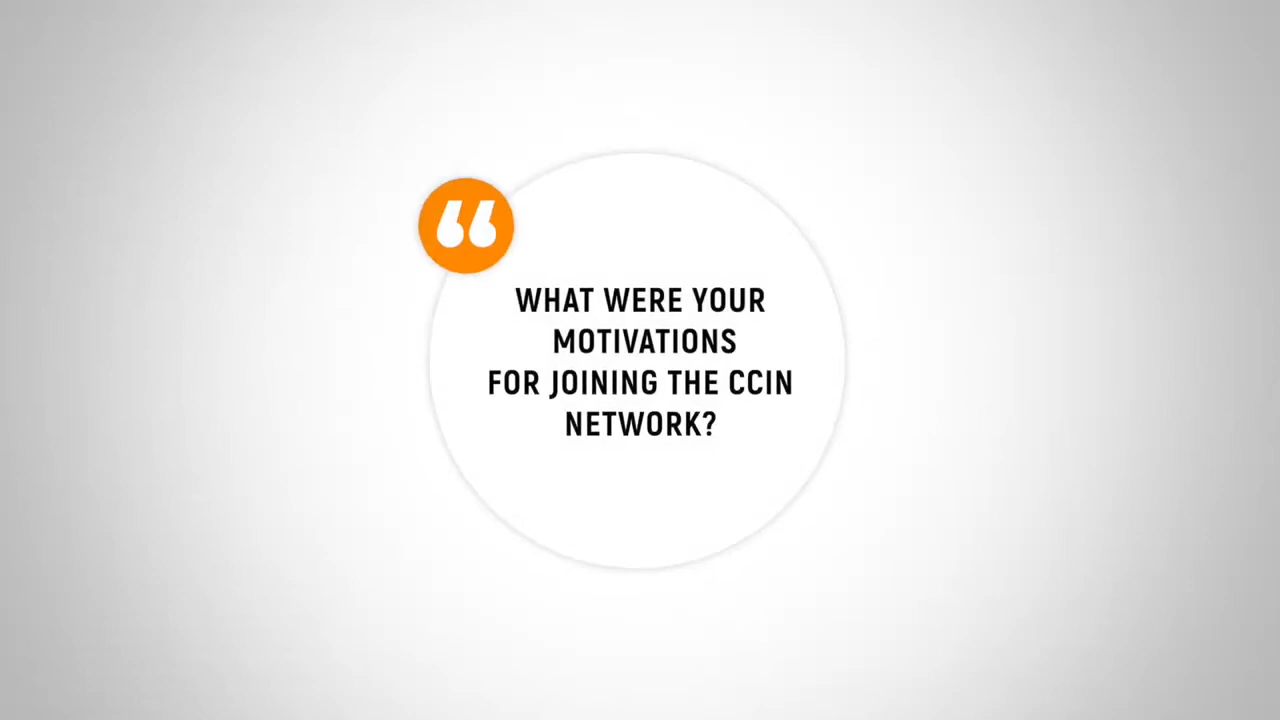 “
WHAT WERE YOUR
MOTIVATIONS
FOR JOINING THE CCIN
NETWORK?